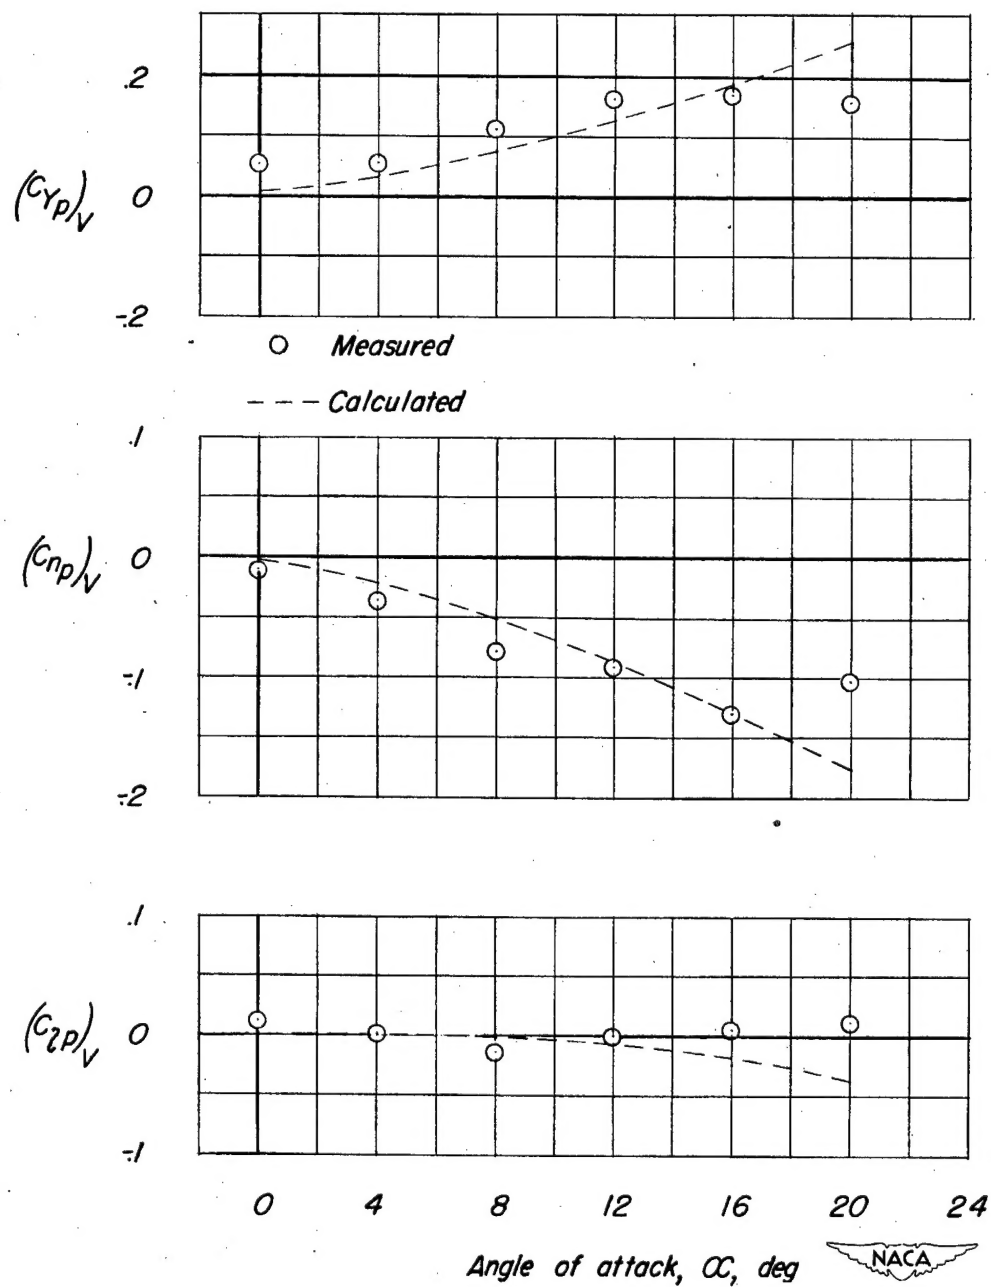 .2
(CYp)V 0
-.2
Measured
Calculated
.1
(Cnp)V 0
-.1
-.2
.1
(Clp)V 0
-.1
0 4 8 12 16 20 24
Angle of attack, α, deg
NACA